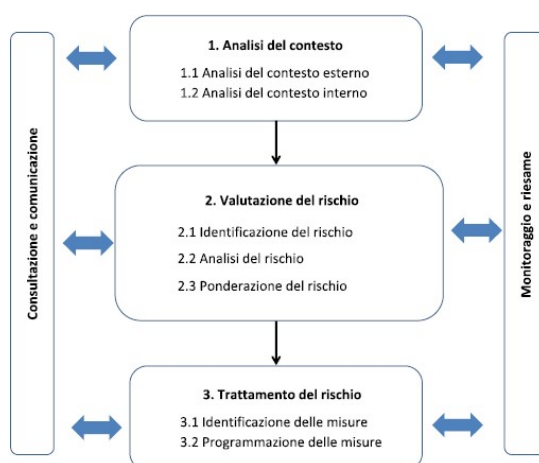 Consultazione e comunicazione
1. Analisi del contesto
1.1 Analisi del contesto esterno
1.2 Analisi del contesto interno
2. Valutazione del rischio
2.1 Identificazione del rischio
2.2 Analisi del rischio
2.3 Ponderazione del rischio
3. Trattamento del rischio
3.1 Identificazione delle misure
3.2 Programmazione delle misure
Monitoraggio e riesame